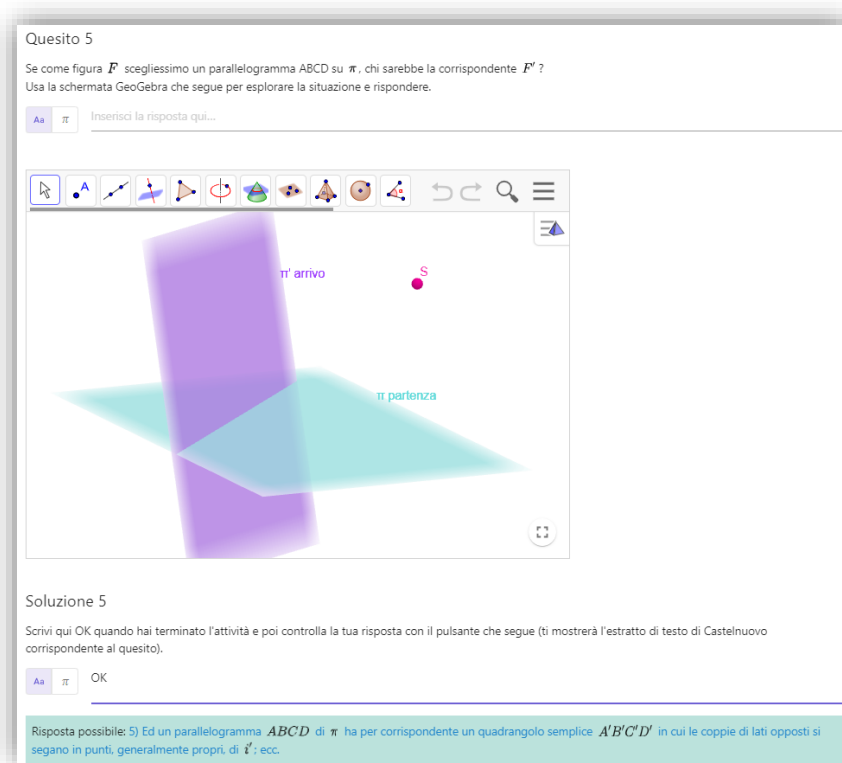 Quesito 5
Se come figura F scegliessimo un parallelogramma ABCD su π, chi sarebbe la corrispondente F′ ?
Usa la schermata GeoGebra che segue per esplorare la situazione e rispondere.
Aa π Inserisci la risposta qui...
A
π' arrivo
S
π partenza
Soluzione 5
Scrivi qui OK quando hai terminato l'attività e poi controlla la tua risposta con il pulsante che segue (ti mostrerà l'estratto di testo di Castelnuovo
corrispondente al quesito).
Aa π OK
Risposta possibile: 5) Ed un parallelogramma ABCD di π ha per corrispondente un quadrangolo semplice A′B′C′D′ in cui le coppie di lati opposti si
segano in punti, generalmente propri, di i′; ecc.